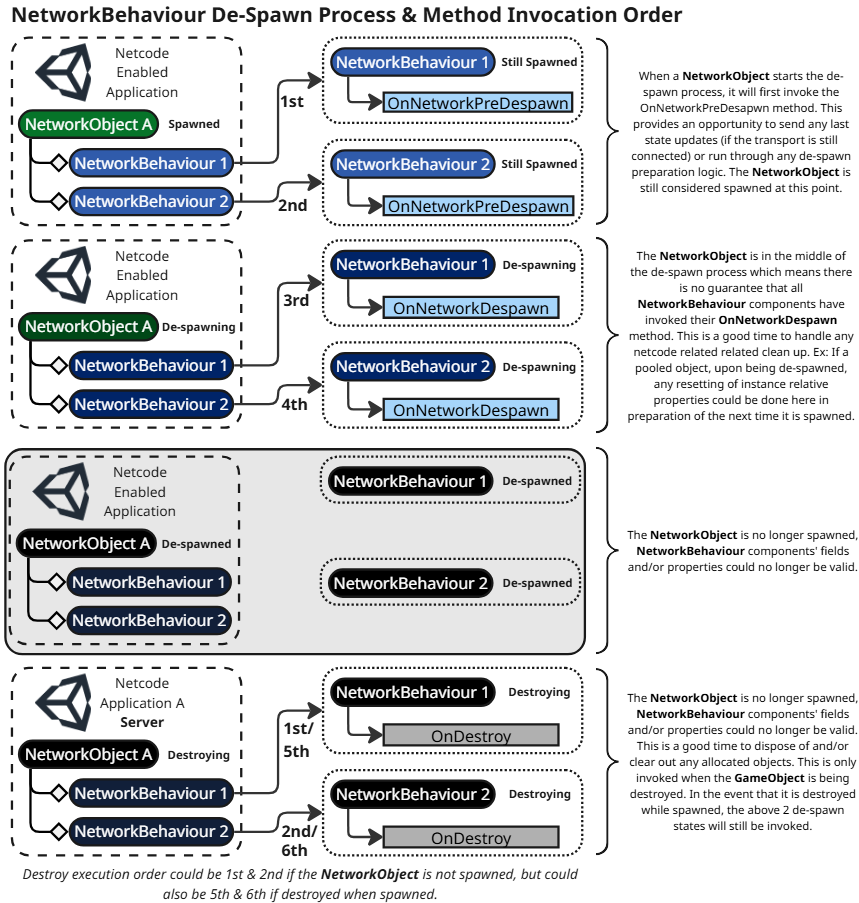 NetworkBehaviour De-Spawn Process & Method Invocation Order
Netcode
Enabled
Application
NetworkObject A Spawned
NetworkBehaviour 1
NetworkBehaviour 2
1st
2nd
NetworkBehaviour 1 Still Spawned
OnNetworkPreDespawn
NetworkBehaviour 2 Still Spawned
OnNetworkPreDespawn
When a NetworkObject starts the de-
spawn process, it will first invoke the
OnNetworkPreDesapwn method. This
provides an opportunity to send any last
state updates (if the transport is still
connected) or run through any de-spawn
preparation logic. The NetworkObject is
still considered spawned at this point.
Netcode
Enabled
Application
NetworkObject A De-spawning
NetworkBehaviour 1
NetworkBehaviour 2
3rd
4th
NetworkBehaviour 1 De-spawning
OnNetworkDespawn
NetworkBehaviour 2 De-spawning
OnNetworkDespawn
The NetworkObject is in the middle of
the de-spawn process which means there
is no guarantee that all
NetworkBehaviour components have
invoked their OnNetworkDespawn
method. This is a good time to handle any
netcode related related clean up. Ex: If a
pooled object, upon being de-spawned,
any resetting of instance relative
properties could be done here in
preparation of the next time it is spawned.
Netcode
Enabled
Application
NetworkObject A De-spawned
NetworkBehaviour 1
NetworkBehaviour 2
NetworkBehaviour 1 De-spawned
NetworkBehaviour 2 De-spawned
The NetworkObject is no longer spawned,
NetworkBehaviour components' fields
and/or properties could no longer be valid.
Netcode
Application A
Server
NetworkObject A Destroying
NetworkBehaviour 1
NetworkBehaviour 2
1st/
5th
2nd/
6th
NetworkBehaviour 1 Destroying
OnDestroy
NetworkBehaviour 2 Destroying
OnDestroy
The NetworkObject is no longer spawned,
NetworkBehaviour components' fields
and/or properties could no longer be valid.
This is a good time to dispose of and/or
clear out any allocated objects. This is only
invoked when the GameObject is being
destroyed. In the event that it is destroyed
while spawned, the above 2 de-spawn
states will still be invoked.
Destroy execution order could be 1st & 2nd if the NetworkObject is not spawned, but could
also be 5th & 6th if destroyed when spawned.